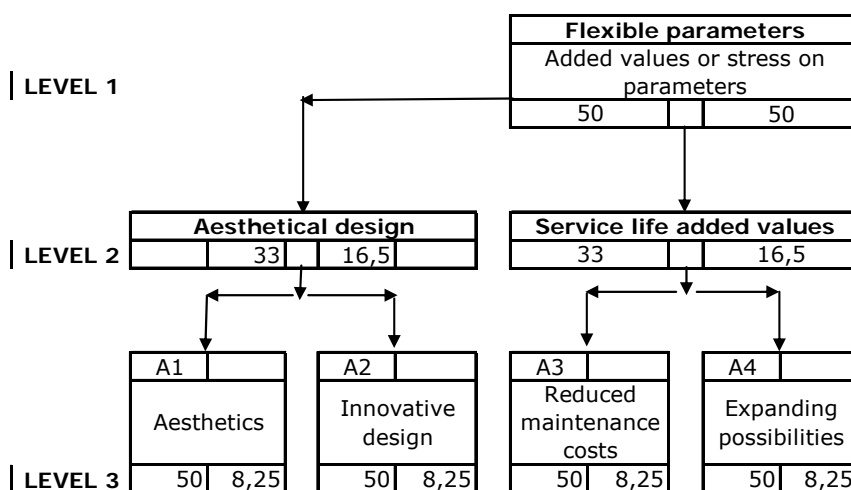 Flexible parameters
Added values or stress on
parameters
LEVEL 1
50 50
Aesthetical design Service life added values
LEVEL 2 33 16,5 33 16,5
A1 A2 A3 A4
Aesthetics
Innovative
design
Reduced
maintenance
costs
Expanding
possibilities
LEVEL 3 50 8,25 50 8,25 50 8,25 50 8,25